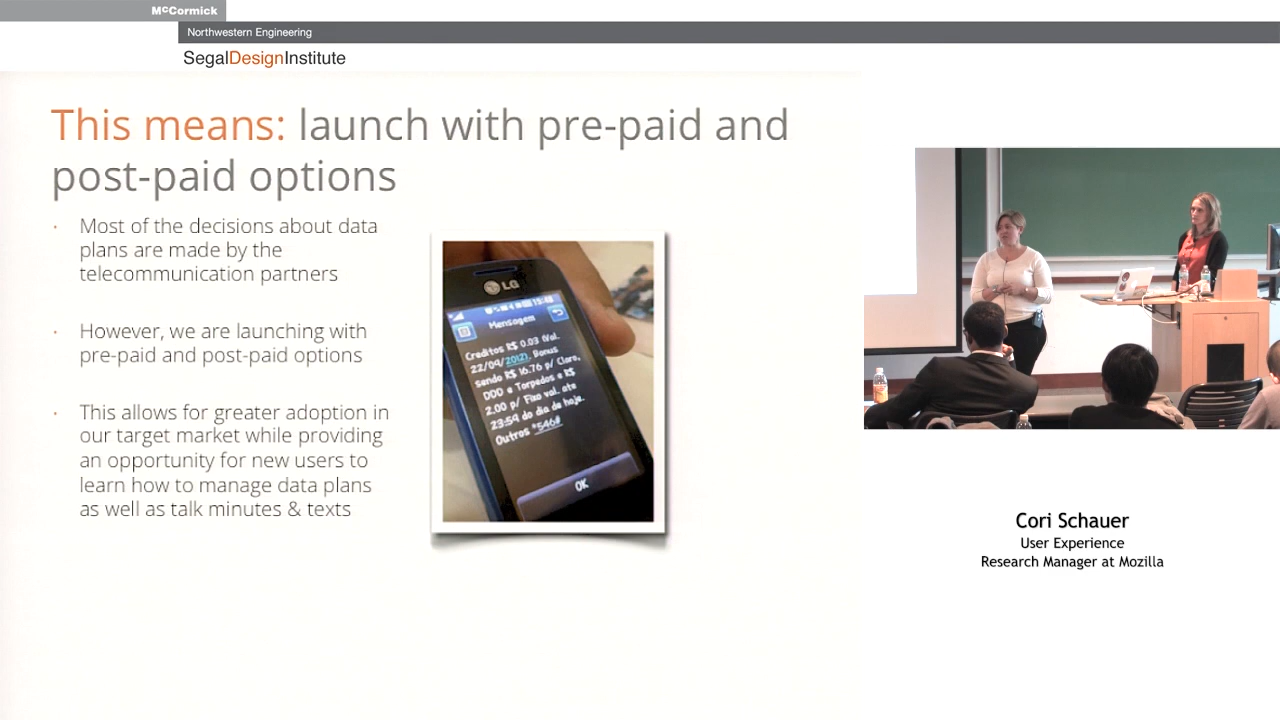 McCormick
Northwestern Engineering
SegalDesignInstitute
This means: launch with pre-paid and
post-paid options
· Most of the decisions about data
plans are made by the
telecommunication partners
· However, we are launching with
pre-paid and post-paid options
· This allows for greater adoption in
our target market while providing
an opportunity for new users to
learn how to manage data plans
as well as talk minutes & texts
LG
15:48
Mensagem
Creditos R$ 0.03 (Val.
22/09/2012). Bonus
sendo R$ 16.76 p/ Claro,
DDD e Torpedos e R$
2.00 p/ Fixo val. ate
23:59 do dia de hoje.
Outros *546#
OK
Cori Schauer
User Experience
Research Manager at Mozilla